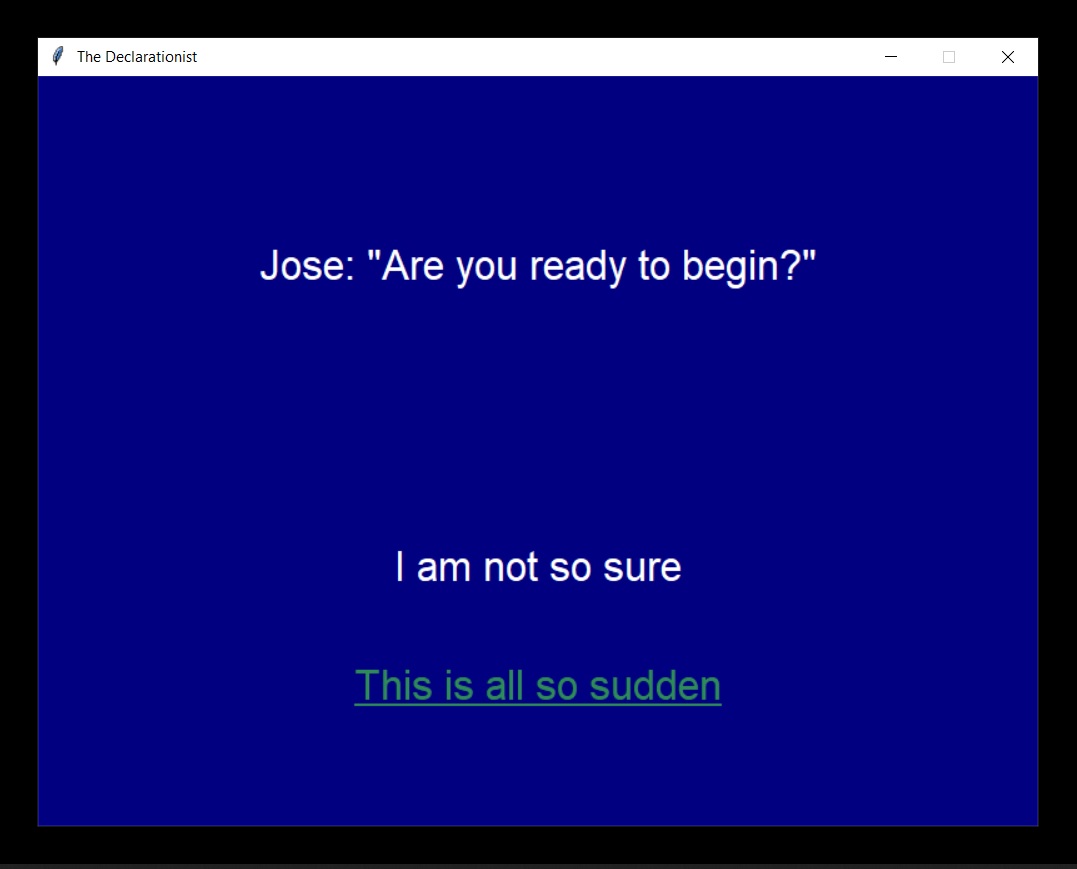 The Declarationist
Jose: "Are you ready to begin?"
I am not so sure
This is all so sudden